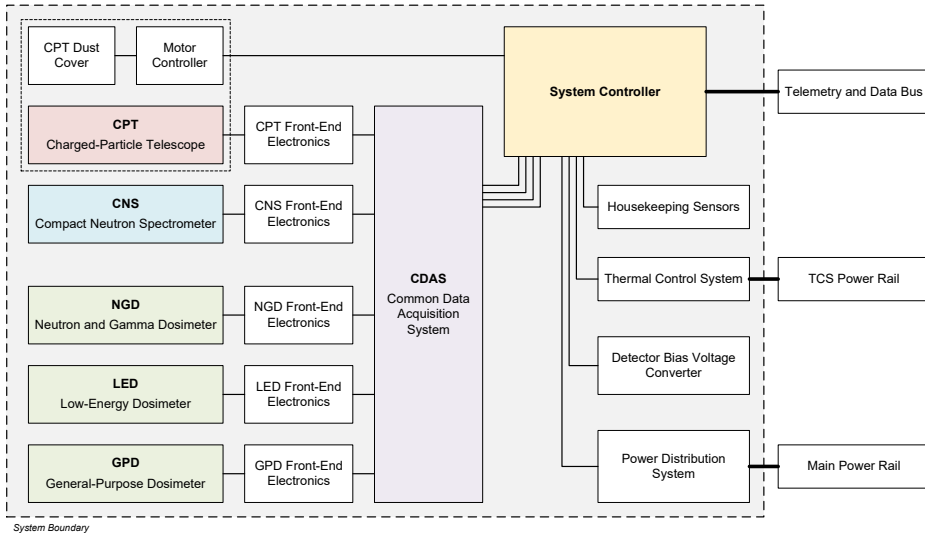 CPT Dust
Cover
Motor
Controller
System Controller
Telemetry and Data Bus
CPT
Charged-Particle Telescope
CPT Front-End
Electronics
CNS
Compact Neutron Spectrometer
CNS Front-End
Electronics
Housekeeping Sensors
CDAS
Common Data
Acquisition
System
Thermal Control System
TCS Power Rail
NGD
Neutron and Gamma Dosimeter
NGD Front-End
Electronics
Detector Bias Voltage
Converter
LED
Low-Energy Dosimeter
LED Front-End
Electronics
GPD
General-Purpose Dosimeter
GPD Front-End
Electronics
Power Distribution
System
Main Power Rail
System Boundary